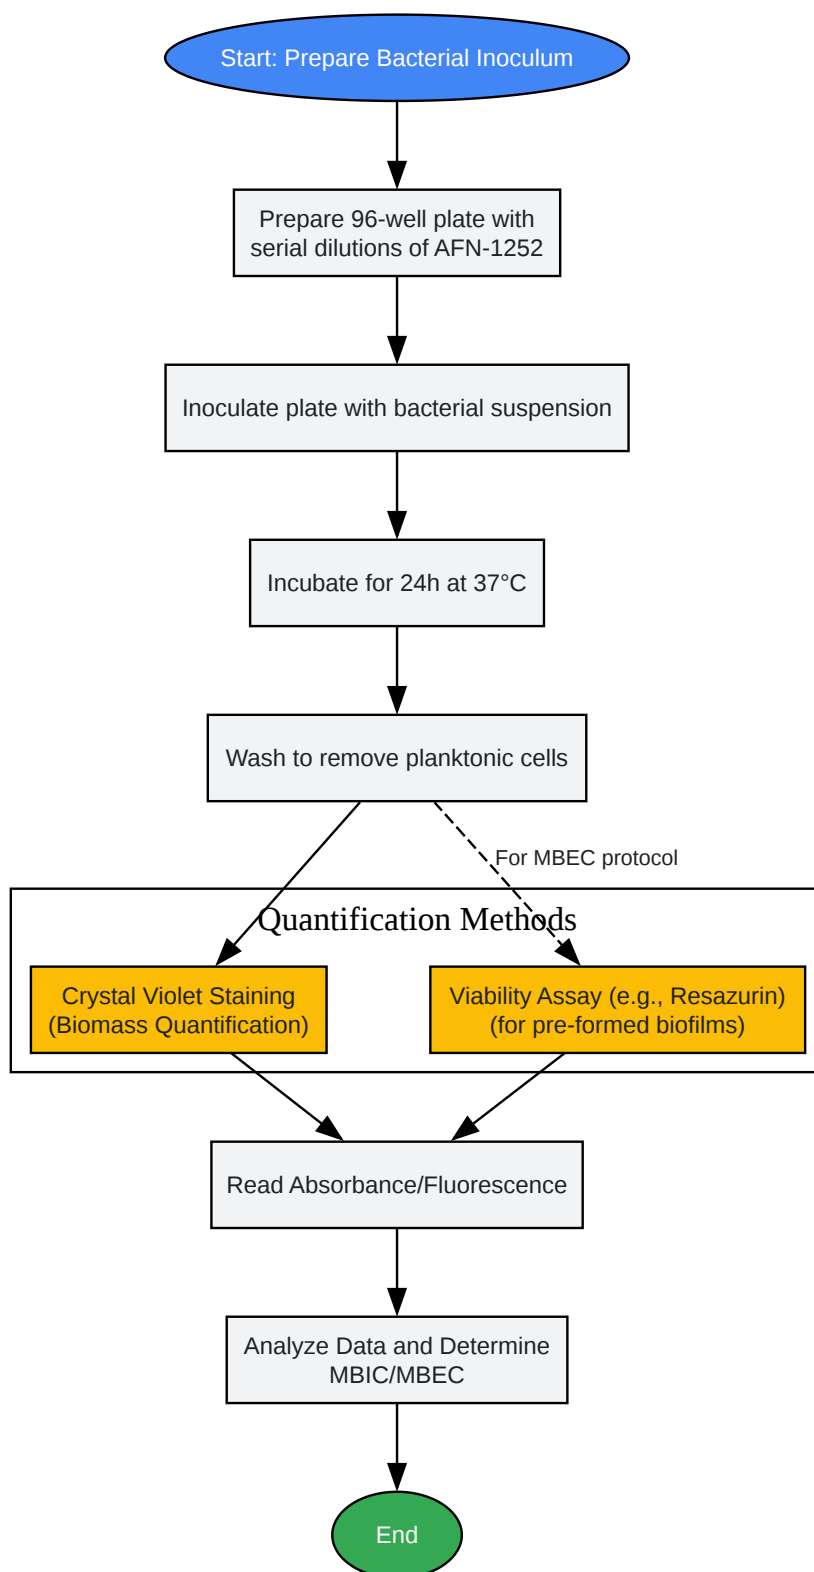 Start: Prepare Bacterial Inoculum
Prepare 96-well plate with
serial dilutions of AFN-1252
Inoculate plate with bacterial suspension
Incubate for 24h at 37°C
Wash to remove planktonic cells
For MBEC protocol
Quantification Methods
Crystal Violet Staining
(Biomass Quantification)
Viability Assay (e.g., Resazurin)
(for pre-formed biofilms)
Read Absorbance/Fluorescence
Analyze Data and Determine
MBIC/MBEC
End